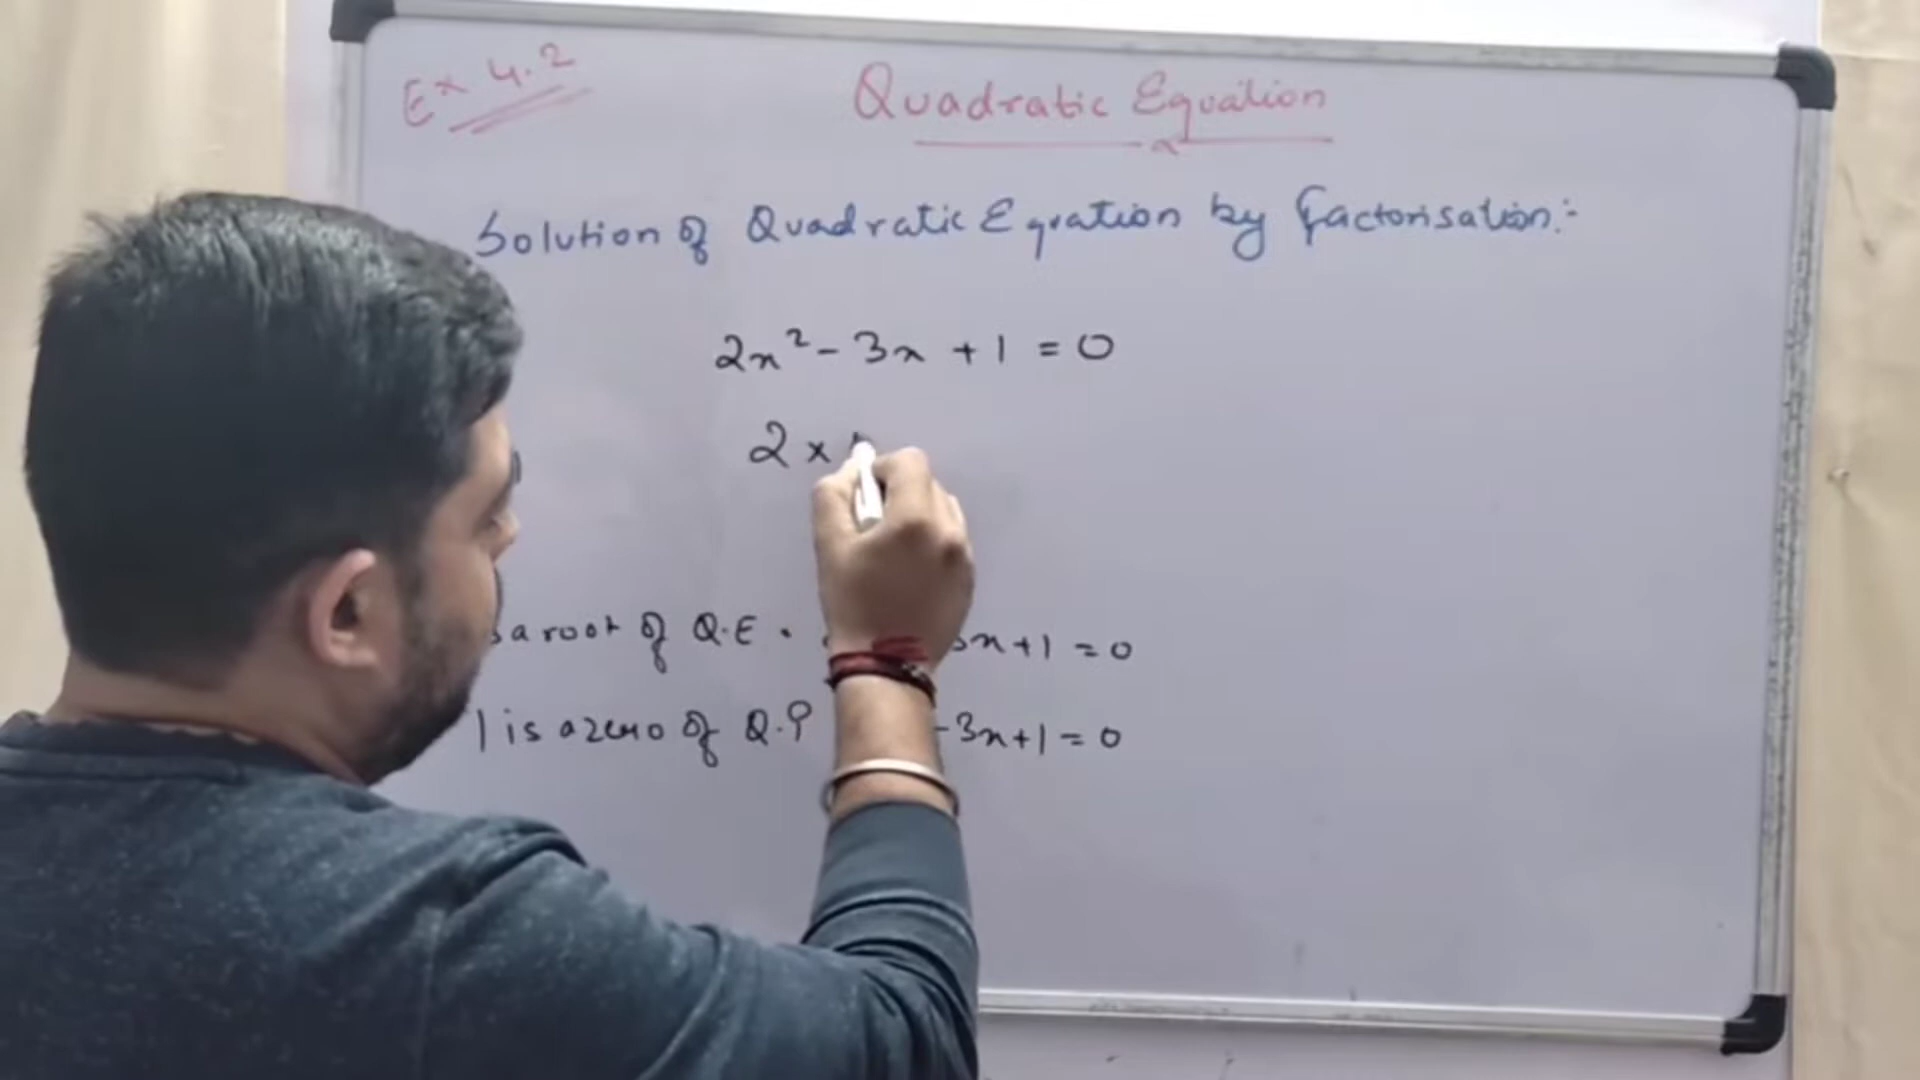 Ex 4.2
Quadratic Equation
Solution of Quadratic Equation by factorisation:-
2x² - 3x + 1 = 0
2 ×
a root of Q.E. 3x+1 = 0
1 is a zero of Q.P -3x+1 = 0